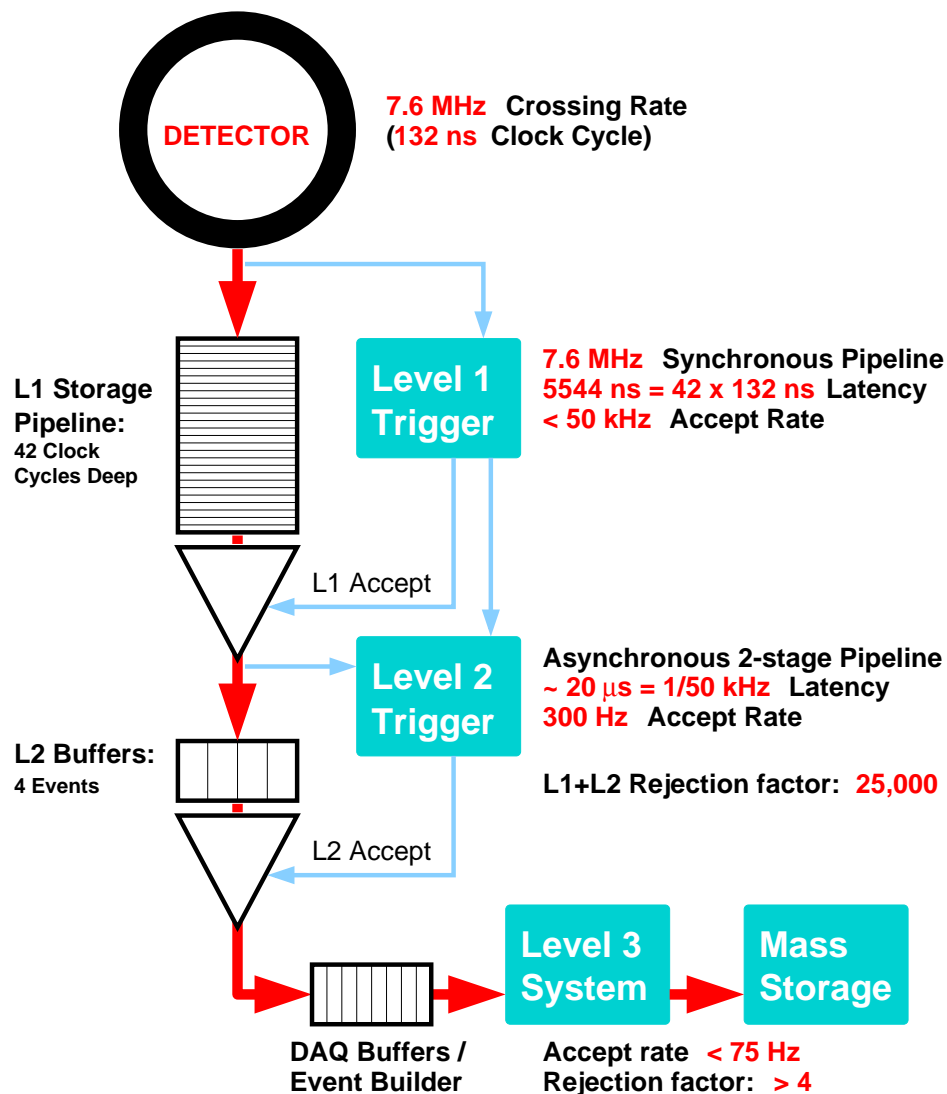 7.6 MHz Crossing Rate
(132 ns Clock Cycle)
DETECTOR
L1 Storage
Pipeline:
42 Clock
Cycles Deep
Level 1
Trigger
7.6 MHz Synchronous Pipeline
5544 ns = 42 x 132 ns Latency
< 50 kHz Accept Rate
L1 Accept
Level 2
Trigger
Asynchronous 2-stage Pipeline
~ 20 μs = 1/50 kHz Latency
300 Hz Accept Rate
L2 Buffers:
4 Events
L1+L2 Rejection factor: 25,000
L2 Accept
Level 3
System
Mass
Storage
DAQ Buffers /
Event Builder
Accept rate < 75 Hz
Rejection factor: > 4